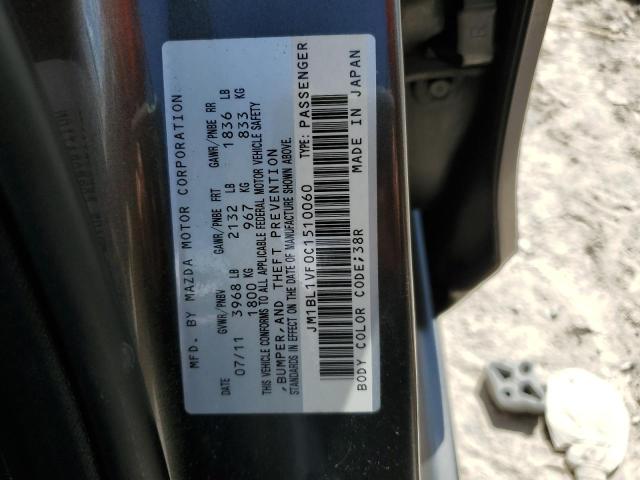 MFD. BY MAZDA MOTOR CORPORATION
DATE GVWR/PNBV GAWR/PNBE FRT GAWR/PNBE RR
07/11 3968 LB 2132 LB 1836 LB
1800 KG 967 KG 833 KG
THIS VEHICLE CONFORMS TO ALL APPLICABLE FEDERAL MOTOR VEHICLE SAFETY
,BUMPER,AND THEFT PREVENTION
STANDARDS IN EFFECT ON THE DATE OF MANUFACTURE SHOWN ABOVE.
JM1BL1VF0C1510060 TYPE: PASSENGER
BODY COLOR CODE;38R MADE IN JAPAN
R